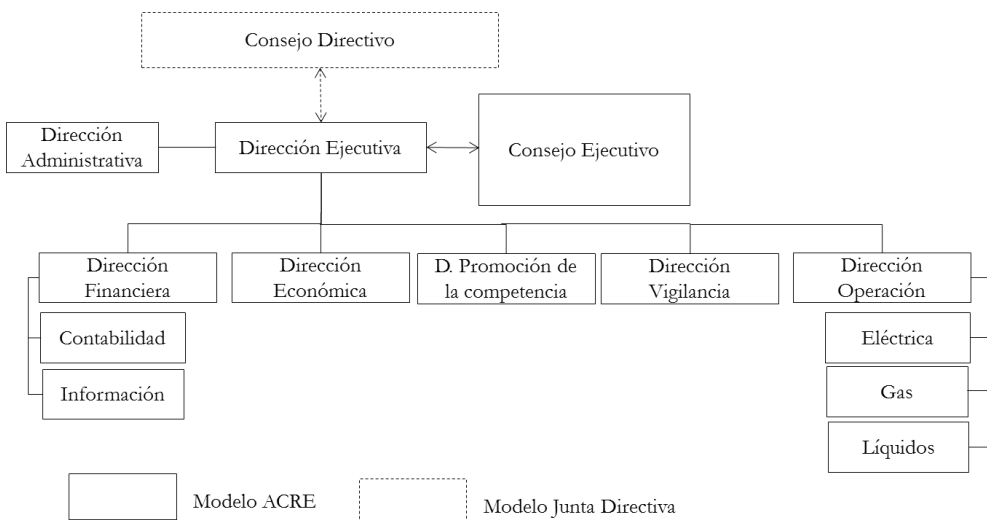 Consejo Directivo
Dirección
Administrativa
Dirección Ejecutiva
Consejo Ejecutivo
Dirección
Financiera
Dirección
Económica
D. Promoción de
la competencia
Dirección
Vigilancia
Dirección
Operación
Contabilidad
Información
Eléctrica
Gas
Líquidos
Modelo ACRE
Modelo Junta Directiva